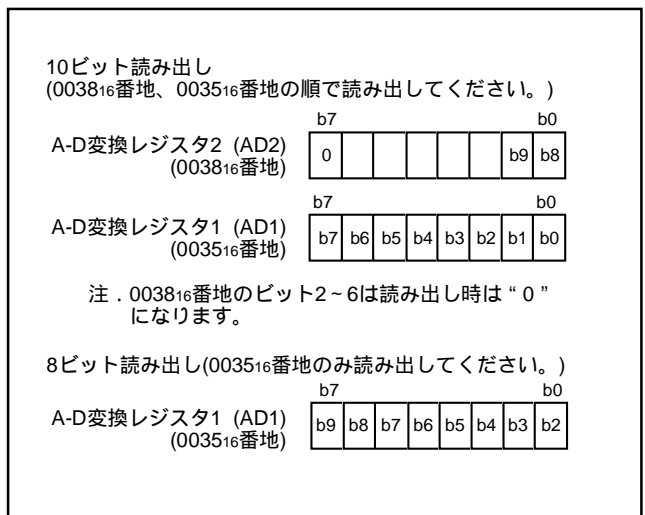 10ビット読み出し
(003816番地、003516番地の順で読み出してください。)
b7 b0
A-D変換レジスタ2 (AD2)
(003816番地)
0 b9 b8
b7 b0
A-D変換レジスタ1 (AD1)
(003516番地)
b7 b6 b5 b4 b3 b2 b1 b0
注．003816番地のビット2~6は読み出し時は“0”
になります。
8ビット読み出し(003516番地のみ読み出してください。)
b7 b0
A-D変換レジスタ1 (AD1)
(003516番地)
b9 b8 b7 b6 b5 b4 b3 b2